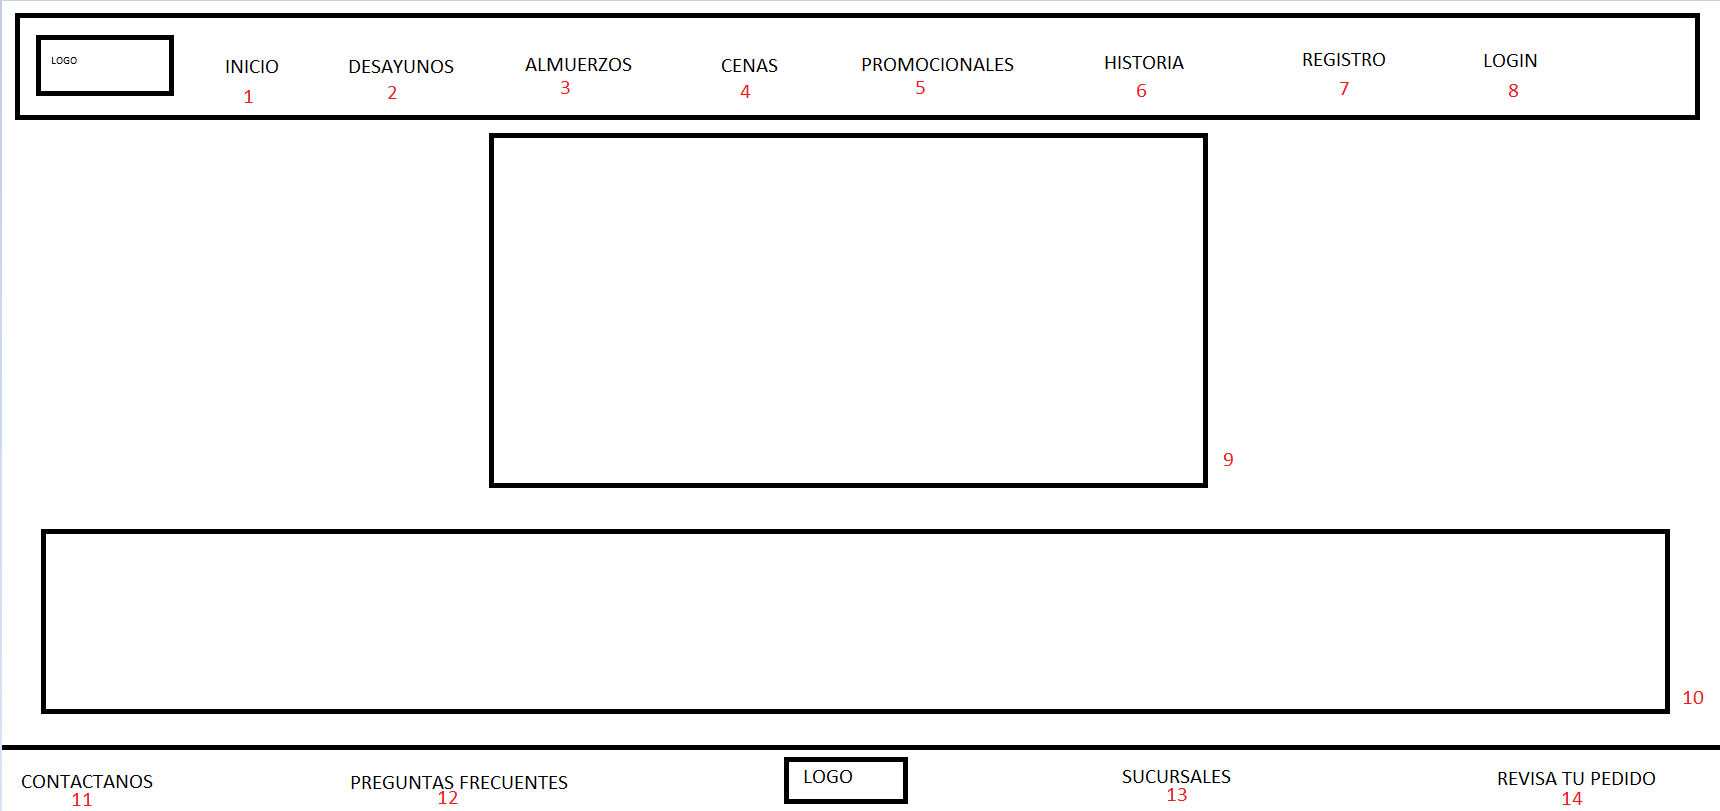 LOGO
INICIO DESAYUNOS ALMUERZOS CENAS PROMOCIONALES HISTORIA REGISTRO LOGIN
1 2 3 4 5 6 7 8
9
10
CONTACTANOS PREGUNTAS FRECUENTES LOGO SUCURSALES REVISA TU PEDIDO
11 12 13 14